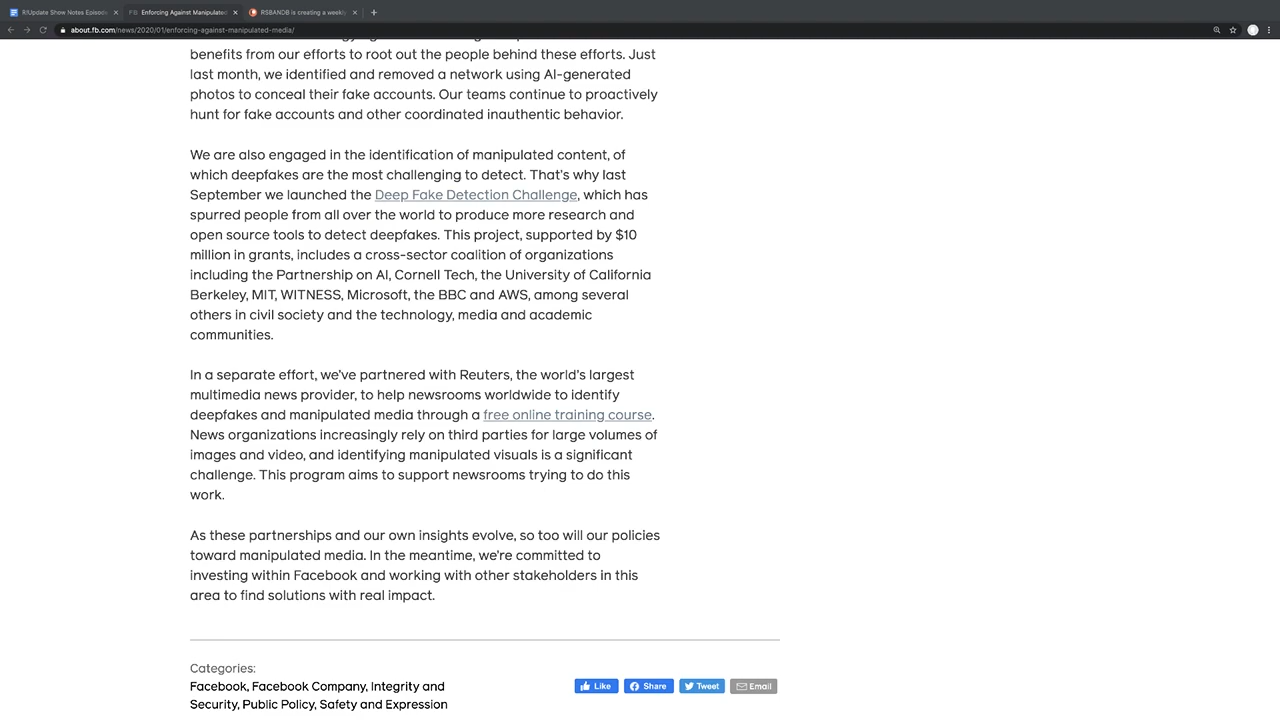 R/Update Show Notes Episode
Enforcing Against Manipulated
RSBANDB is creating a weekly
about.fb.com/news/2020/01/enforcing-against-manipulated-media/
benefits from our efforts to root out the people behind these efforts. Just
last month, we identified and removed a network using AI-generated
photos to conceal their fake accounts. Our teams continue to proactively
hunt for fake accounts and other coordinated inauthentic behavior.
We are also engaged in the identification of manipulated content, of
which deepfakes are the most challenging to detect. That's why last
September we launched the Deep Fake Detection Challenge, which has
spurred people from all over the world to produce more research and
open source tools to detect deepfakes. This project, supported by $10
million in grants, includes a cross-sector coalition of organizations
including the Partnership on AI, Cornell Tech, the University of California
Berkeley, MIT, WITNESS, Microsoft, the BBC and AWS, among several
others in civil society and the technology, media and academic
communities.
In a separate effort, we've partnered with Reuters, the world's largest
multimedia news provider, to help newsrooms worldwide to identify
deepfakes and manipulated media through a free online training course.
News organizations increasingly rely on third parties for large volumes of
images and video, and identifying manipulated visuals is a significant
challenge. This program aims to support newsrooms trying to do this
work.
As these partnerships and our own insights evolve, so too will our policies
toward manipulated media. In the meantime, we're committed to
investing within Facebook and working with other stakeholders in this
area to find solutions with real impact.
Categories:
Facebook, Facebook Company, Integrity and
Security, Public Policy, Safety and Expression
Like Share Tweet Email